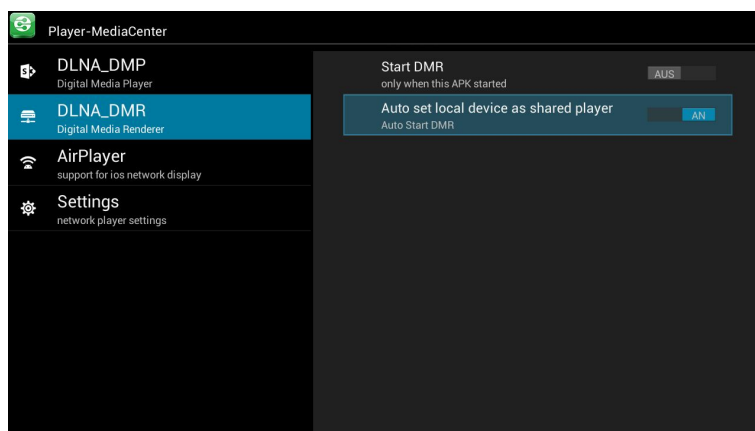 Player-MediaCenter
DLNA_DMP
Digital Media Player
DLNA_DMR
Digital Media Renderer
AirPlayer
support for ios network display
Settings
network player settings
Start DMR
only when this APK started
AUS
Auto set local device as shared player
Auto Start DMR
AN